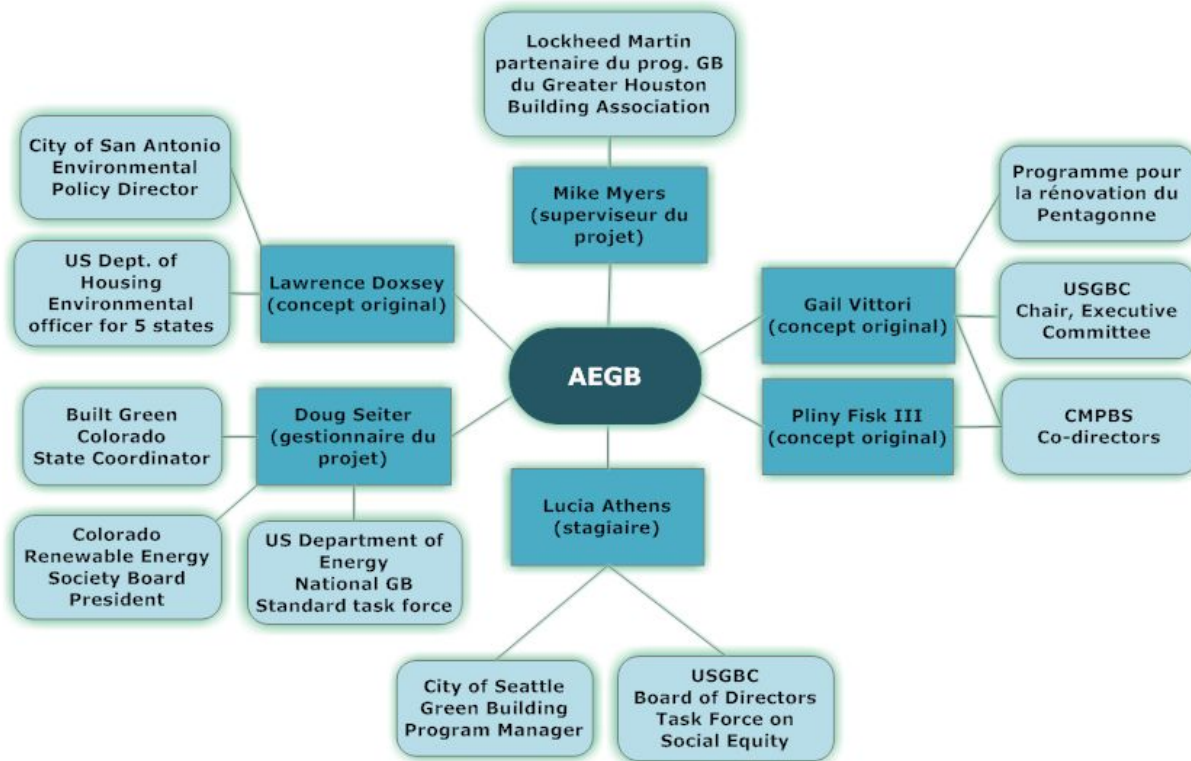 Lockheed Martin
partenaire du prog. GB
du Greater Houston
Building Association
City of San Antonio
Environmental
Policy Director
Mike Myers
(superviseur du
projet)
Programme pour
la rénovation du
Pentagonne
US Dept. of
Housing
Environmental
officer for 5 states
Lawrence Doxsey
(concept original)
Gail Vittori
(concept original)
USGBC
Chair, Executive
Committee
AEGB
Built Green
Colorado
State Coordinator
Doug Seiter
(gestionnaire du
projet)
Pliny Fisk III
(concept original)
CMPBS
Co-directors
Lucia Athens
(stagiaire)
Colorado
Renewable Energy
Society Board
President
US Department of
Energy
National GB
Standard task force
City of Seattle
Green Building
Program Manager
USGBC
Board of Directors
Task Force on
Social Equity